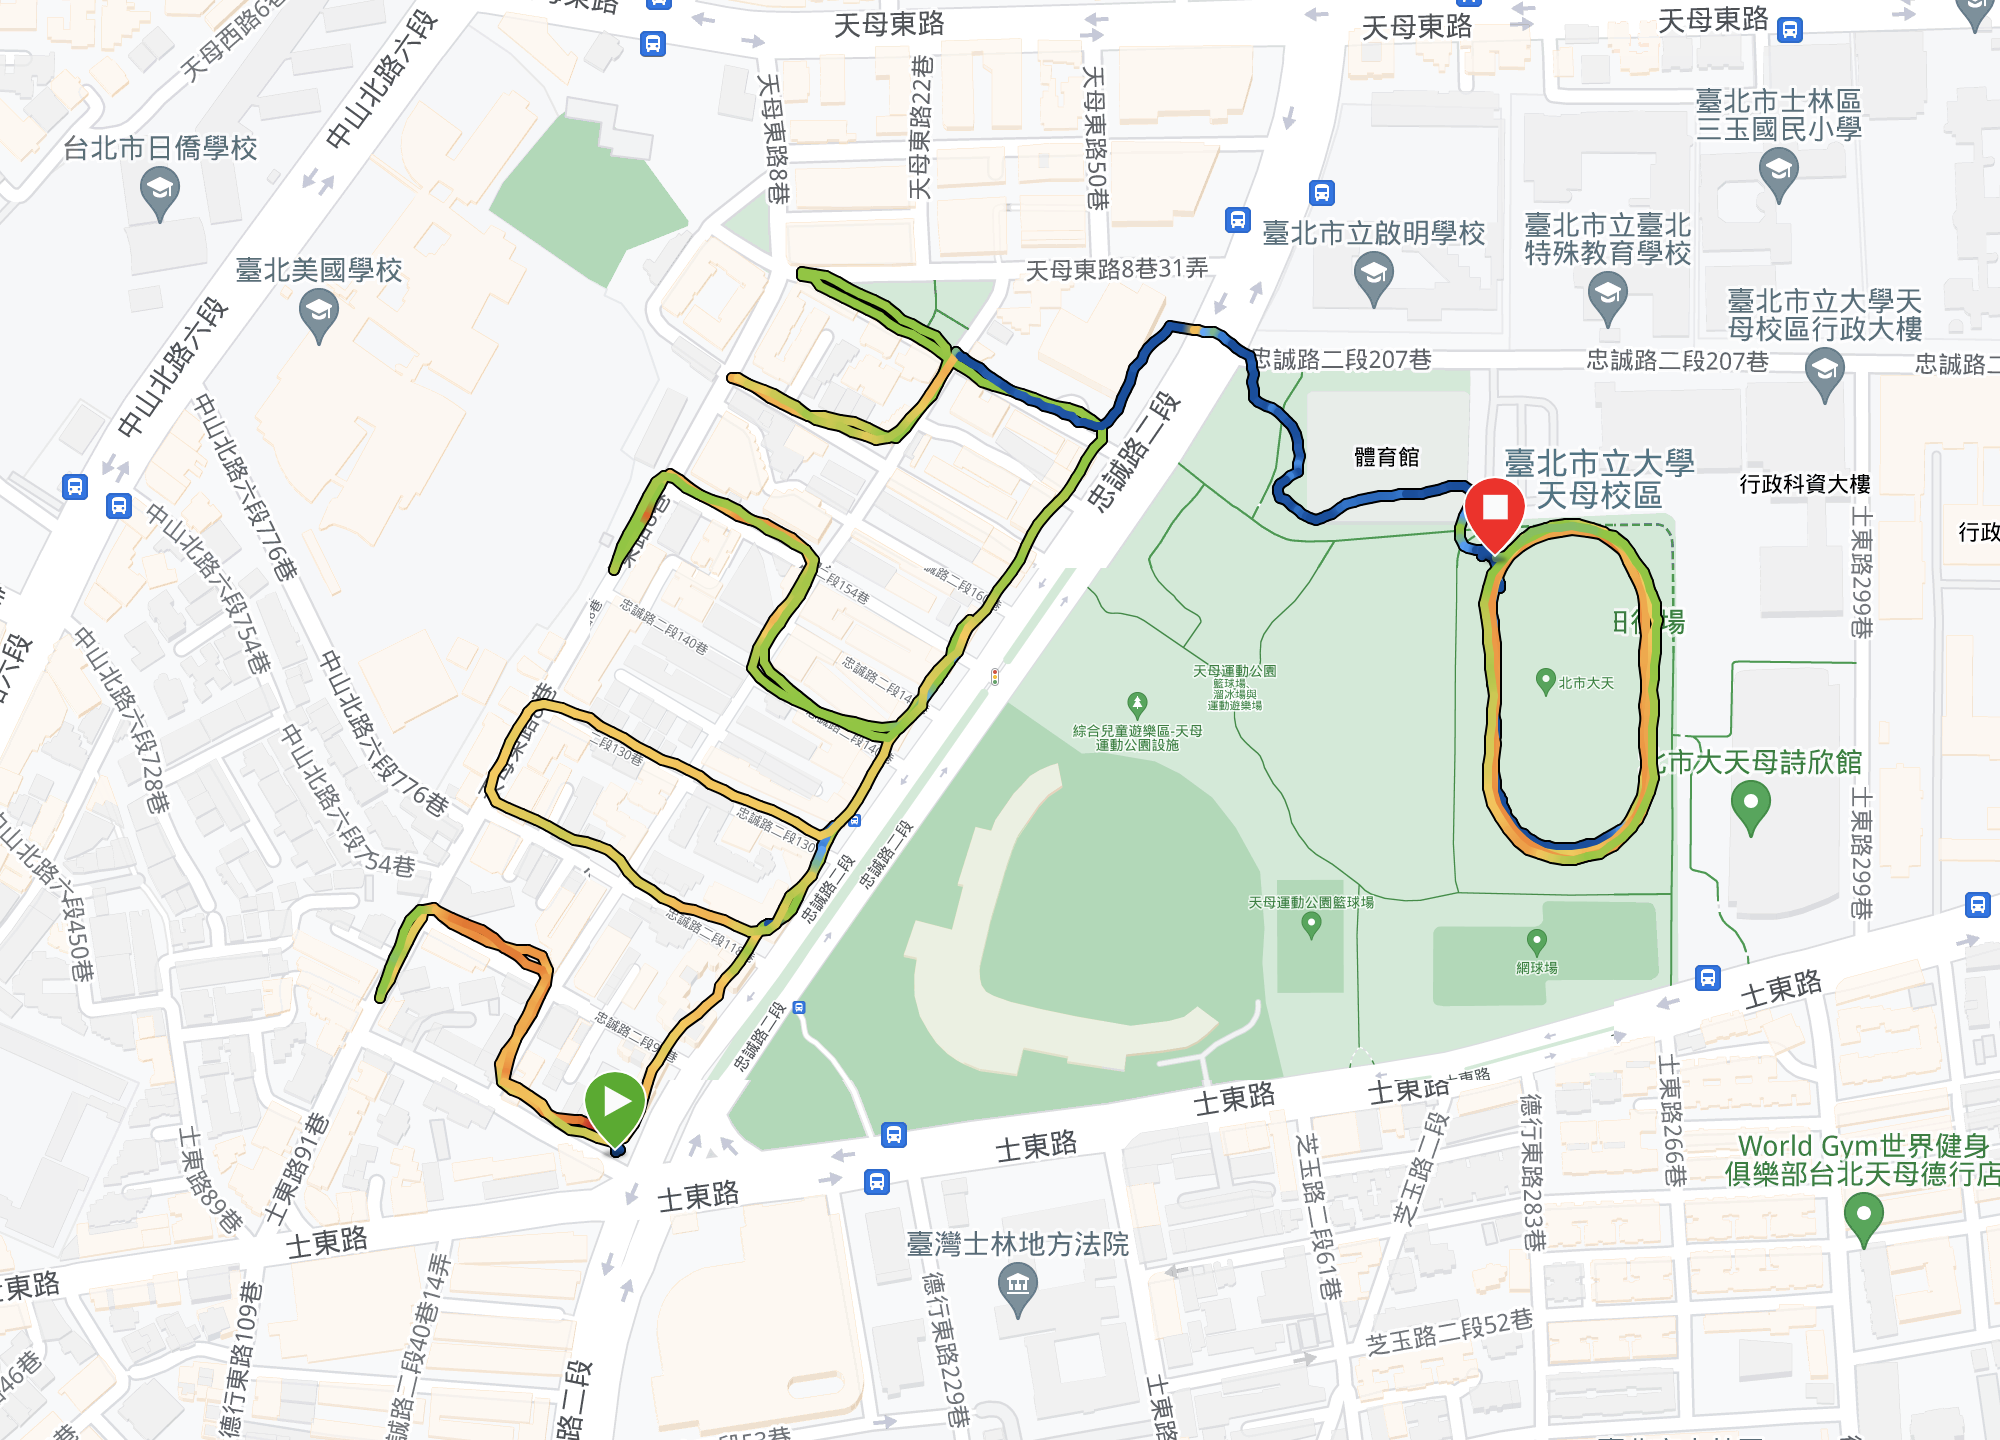 天母東路
天母東路
天母東路
天母西路6巷
中山北路六段
天母東路8巷
天母東路22巷
天母東路50巷
臺北市士林區
三玉國民小學
台北市日僑學校
臺北市立啟明學校
臺北市立臺北
特殊教育學校
臺北美國學校
天母東路8巷31弄
臺北市立大學天
母校區行政大樓
中山北路六段
忠誠路二段207巷
忠誠路二段207巷
忠誠路二
忠誠路二段
體育館
臺北市立大學
天母校區
行政科資大樓
行政
中山北路六段776巷
中山北路六段754巷
士東路299巷
忠誠路二段140巷
段154巷
中山北路六段728巷
中山北路六段776巷
忠誠路二段14
天母運動公園
籃球場、
溜冰場與
運動遊樂場
北市大天
綜合兒童遊樂區-天母
運動公園設施
二段130巷
市大天母詩欣館
中山北路六段754巷
忠誠路二段130
忠誠路二段
忠誠路二段
士東路299巷
天母運動公園籃球場
忠誠路二段118
網球場
段450巷
士東路
忠誠路二段
忠誠路二段9
士東路
士東路
士東路
士東路
士東路91巷
士東路89巷
芝玉路二段
芝玉路二段61巷
德行東路283巷
士東路266巷
World Gym世界健身
俱樂部台北天母德行店
士東路
士東路
臺灣士林地方法院
東路
德行東路109巷
誠路二段40巷14弄
德行東路229巷
芝玉路二段52巷
46巷
路二段
士東路
段53巷